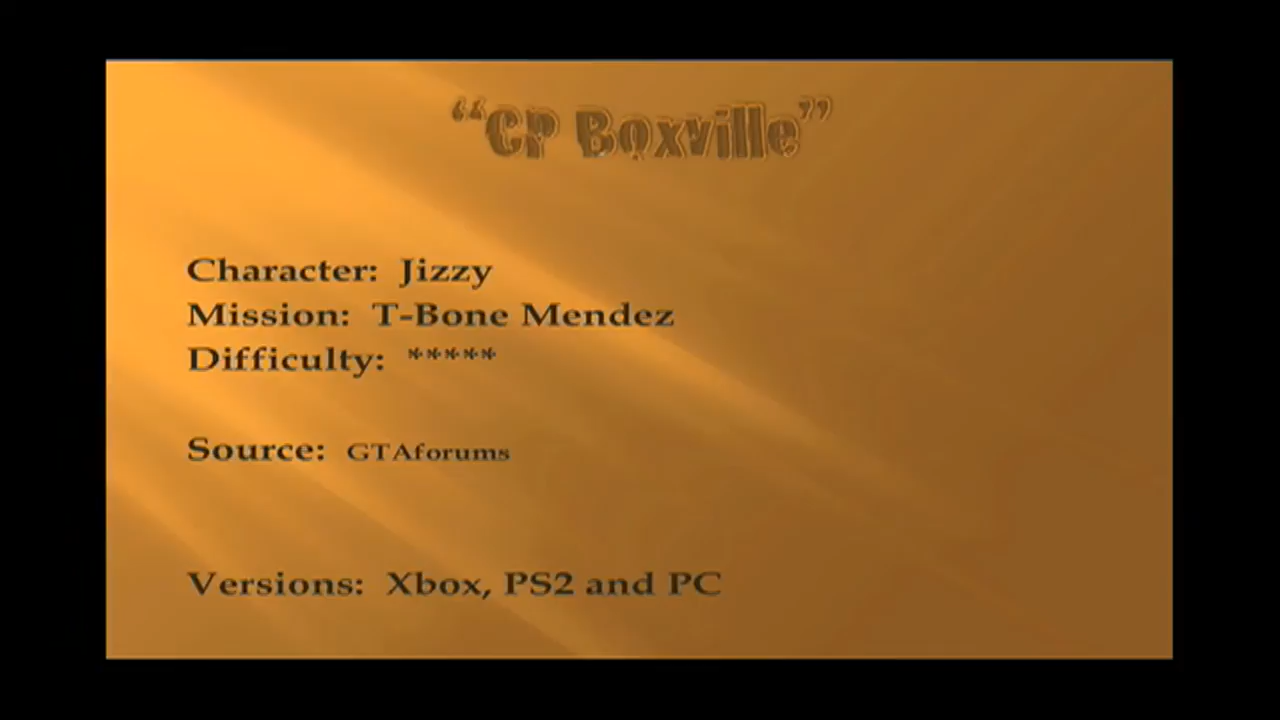 “CP Boxville”
Character: Jizzy
Mission: T-Bone Mendez
Difficulty: *****
Source: GTAforums
Versions: Xbox, PS2 and PC